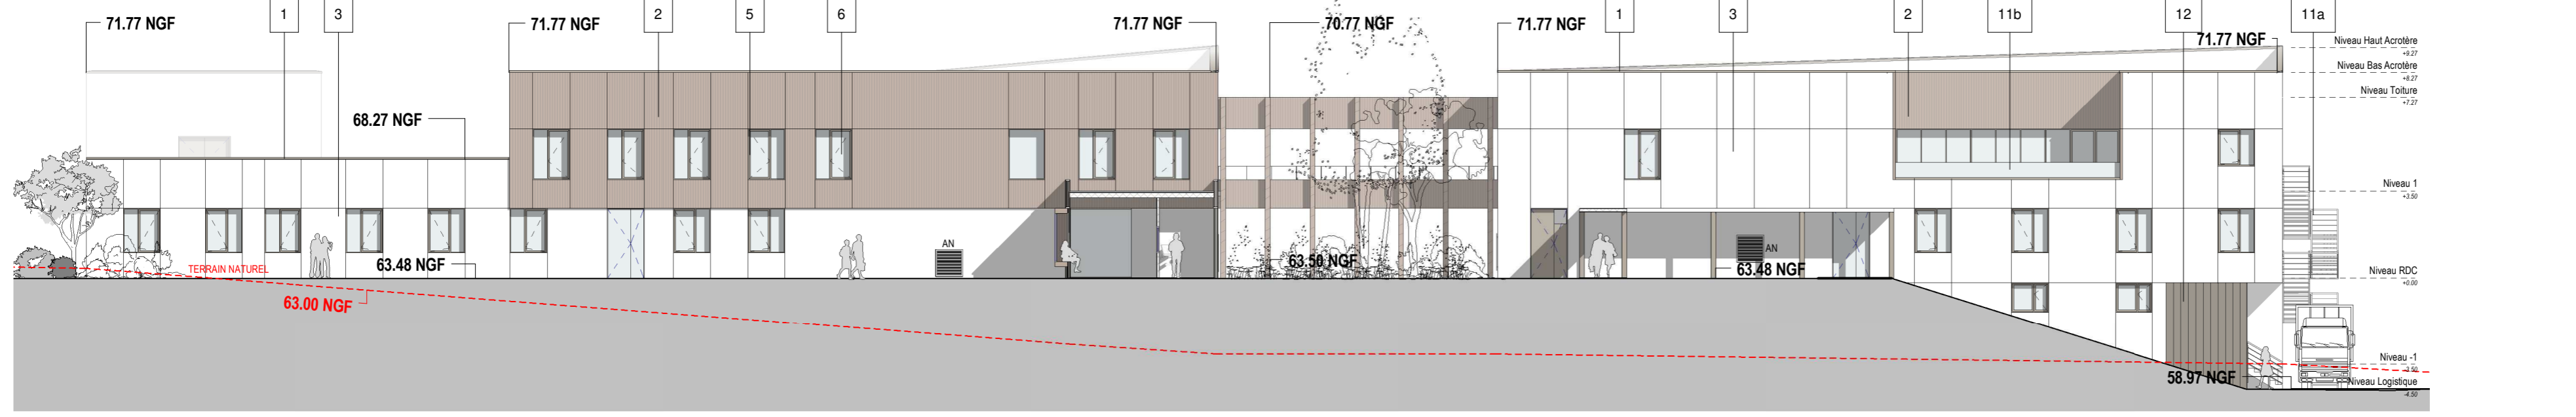 1
3
2
5
6
1
3
2
11b
12
11a
71.77 NGF
71.77 NGF
71.77 NGF
70.77 NGF
71.77 NGF
71.77 NGF
Niveau Haut Acrotère
+9.27
Niveau Bas Acrotère
+8.27
Niveau Toiture
+7.27
68.27 NGF
Niveau 1
+3.50
AN
AN
TERRAIN NATUREL
63.48 NGF
63.50 NGF
63.48 NGF
Niveau RDC
+0.00
63.00 NGF
Niveau -1
-3.50
58.97 NGF
Niveau Logistique
-4.50